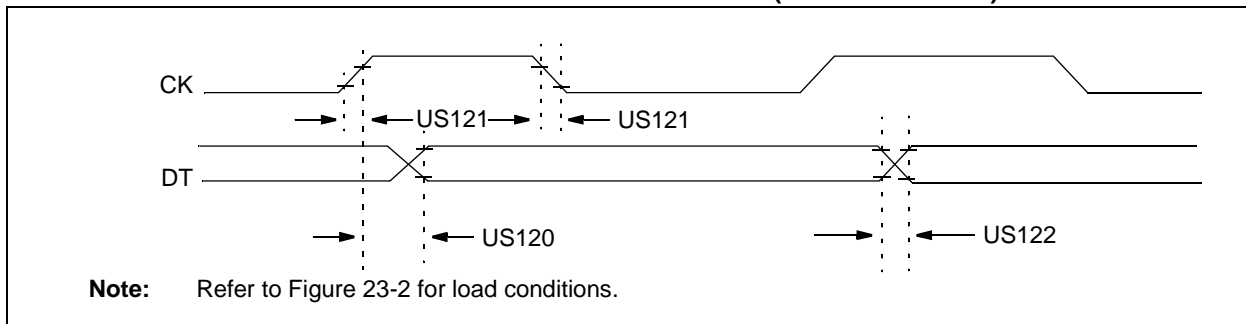 CK
US121 US121
DT
US120 US122
Note: Refer to Figure 23-2 for load conditions.